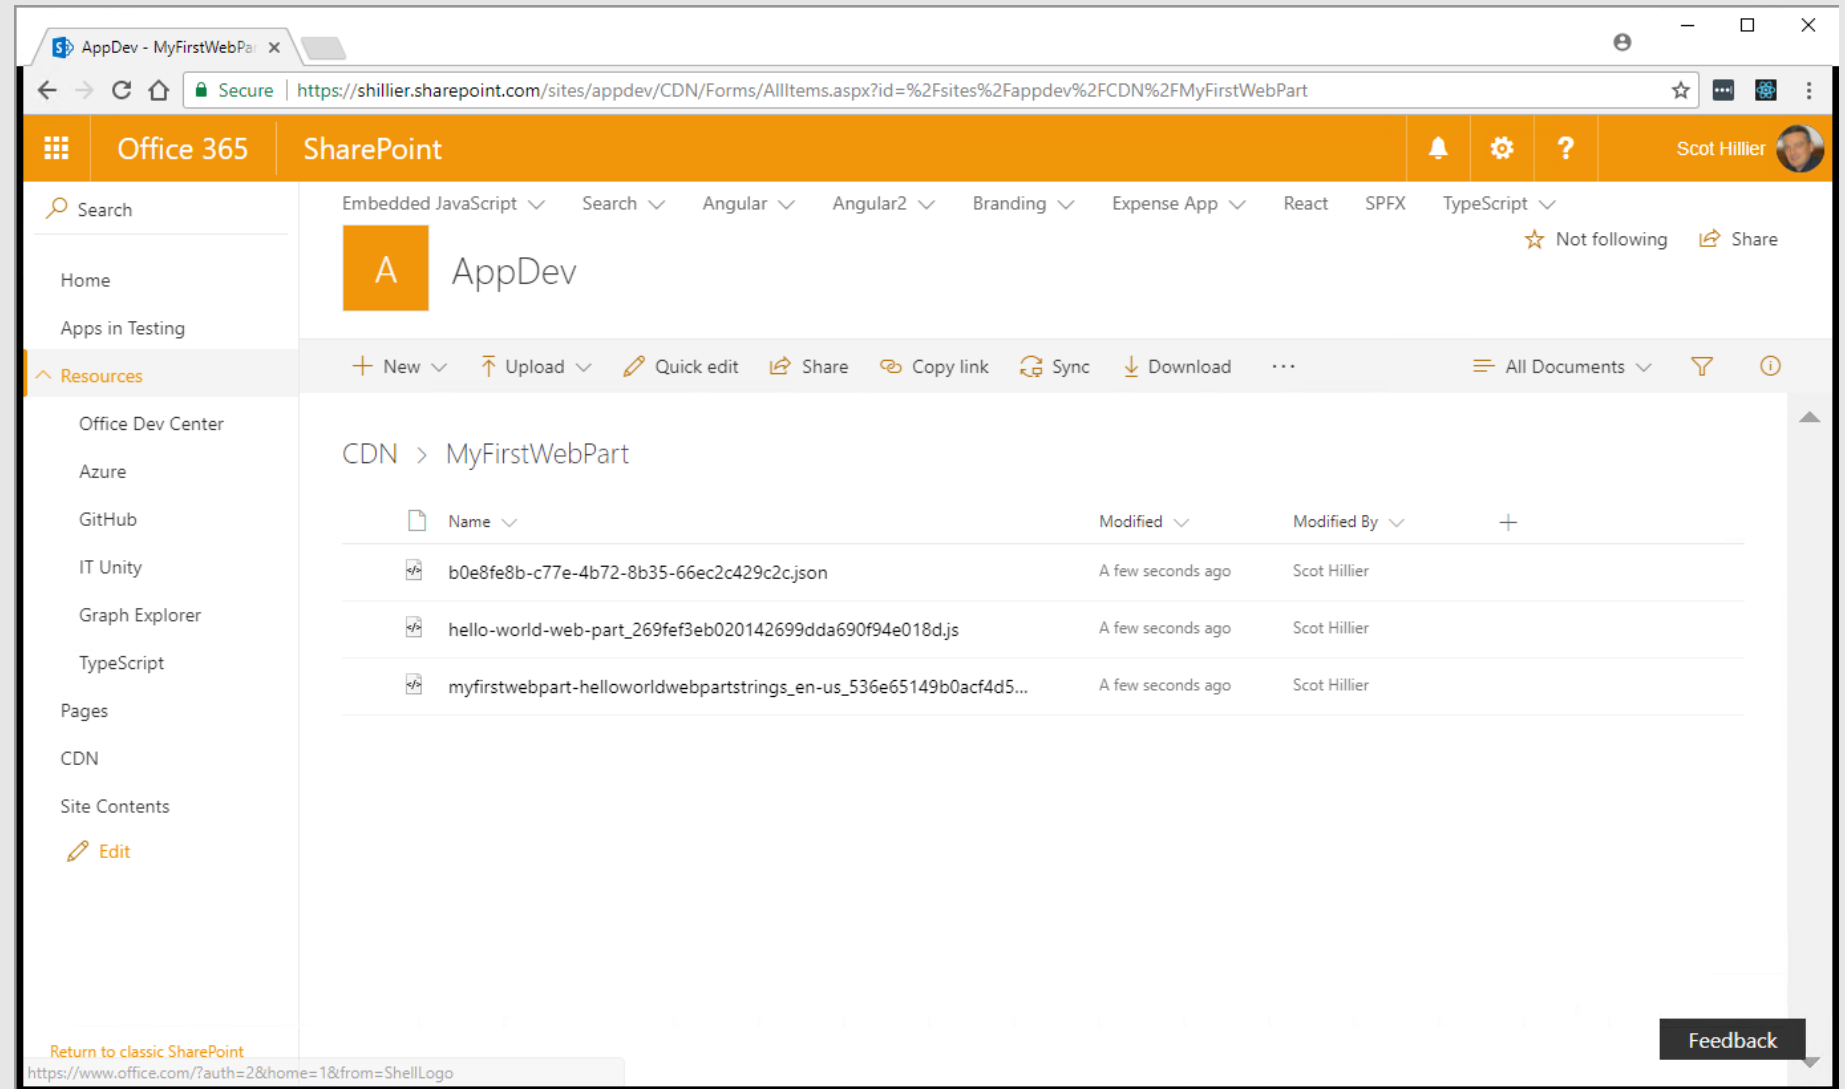 AppDev - MyFirstWebPar
Secure https://shillier.sharepoint.com/sites/appdev/CDN/Forms/AllItems.aspx?id=%2Fsites%2Fappdev%2FCDN%2FMyFirstWebPart
Office 365 SharePoint ? Scot Hillier
Search
Embedded JavaScript Search Angular Angular2 Branding Expense App React SPFX TypeScript
Not following Share
A AppDev
Home
Apps in Testing
Resources
Office Dev Center
Azure
GitHub
IT Unity
Graph Explorer
TypeScript
Pages
CDN
Site Contents
Edit
Return to classic SharePoint
New Upload Quick edit Share Copy link Sync Download ... All Documents
CDN > MyFirstWebPart
Name Modified Modified By
b0e8fe8b-c77e-4b72-8b35-66ec2c429c2c.json A few seconds ago Scot Hillier
hello-world-web-part_269fef3eb020142699dda690f94e018d.js A few seconds ago Scot Hillier
myfirstwebpart-helloworldwebpartstrings_en-us_536e65149b0acf4d5... A few seconds ago Scot Hillier
Feedback
https://www.office.com/?auth=2&home=1&from=ShellLogo